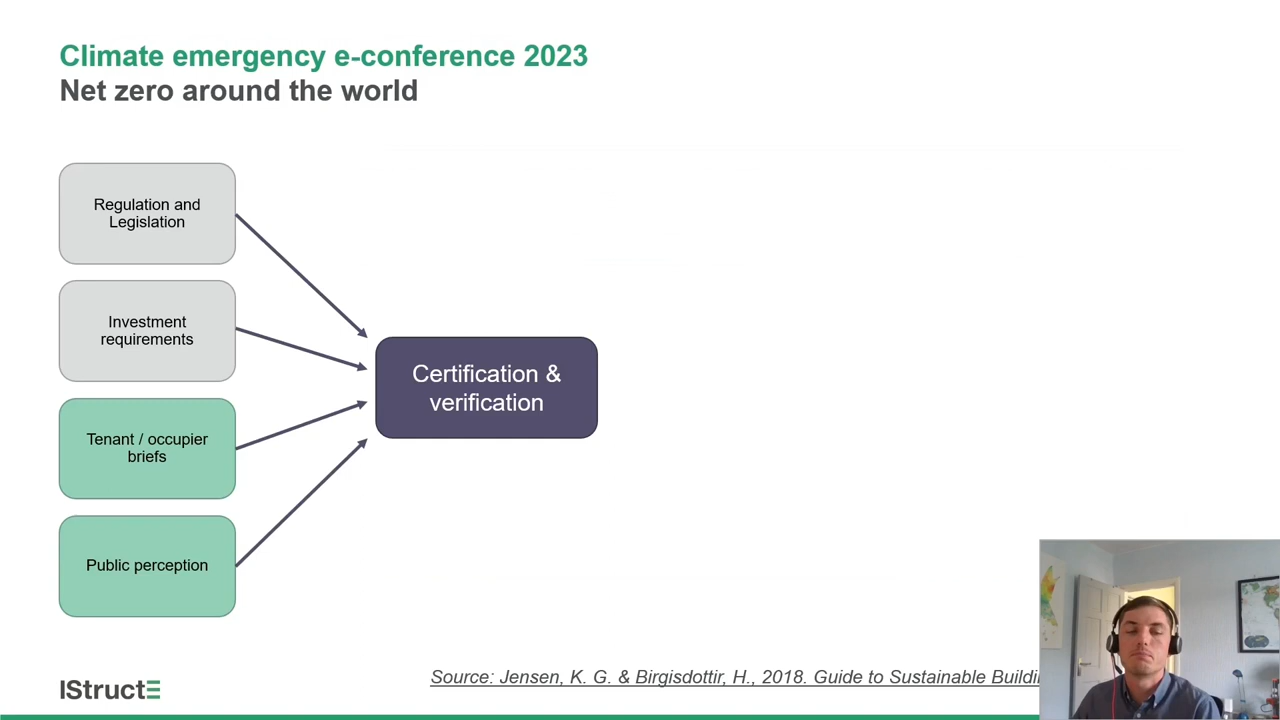 Climate emergency e-conference 2023
Net zero around the world
Regulation and
Legislation
Investment
requirements
Tenant / occupier
briefs
Public perception
Certification &
verification
IStructE
Source: Jensen, K. G. & Birgisdottir, H., 2018. Guide to Sustainable